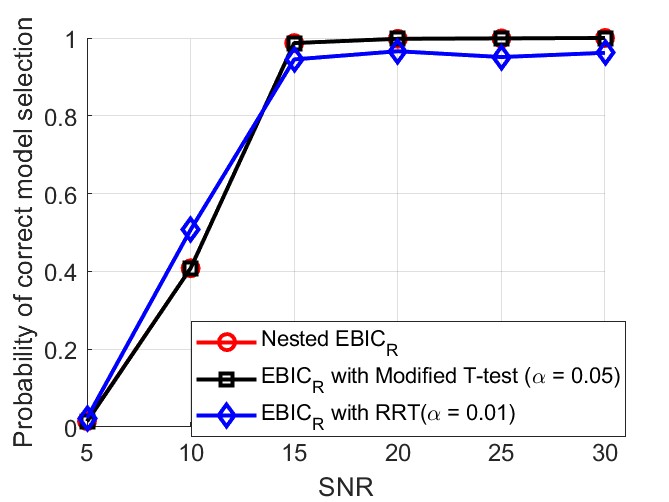 Probability of correct model selection
1
0.8
0.6
0.4
0.2
0
5
10
15
20
25
30
SNR
Nested EBIC_R
EBIC_R with Modified T-test (α = 0.05)
EBIC_R with RRT(α = 0.01)